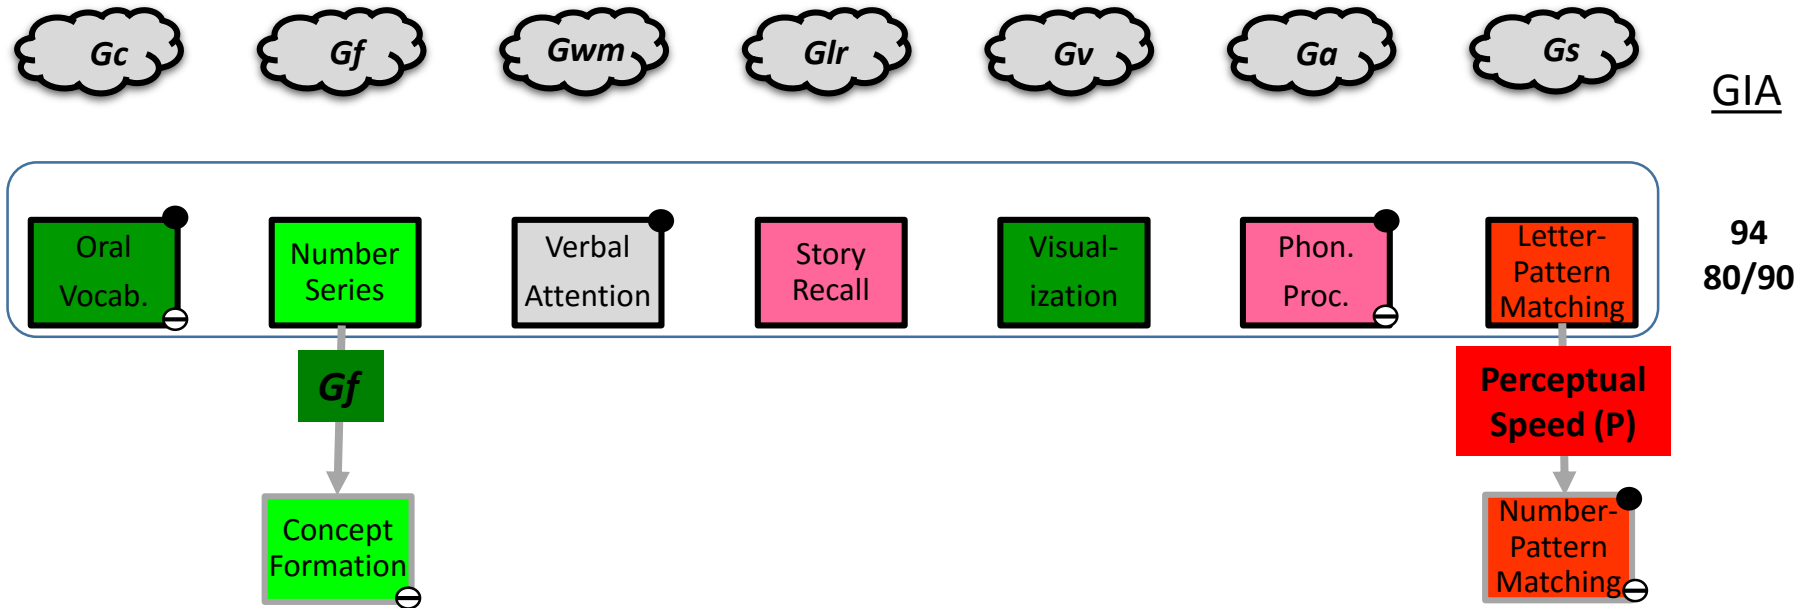 Gc
Gf
Gwm
Glr
Gv
Ga
Gs
GIA
Oral
Vocab.
Number
Series
Verbal
Attention
Story
Recall
Visual-
ization
Phon.
Proc.
Letter-
Pattern
Matching
94
80/90
Gf
Perceptual
Speed (P)
Concept
Formation
Number-
Pattern
Matching